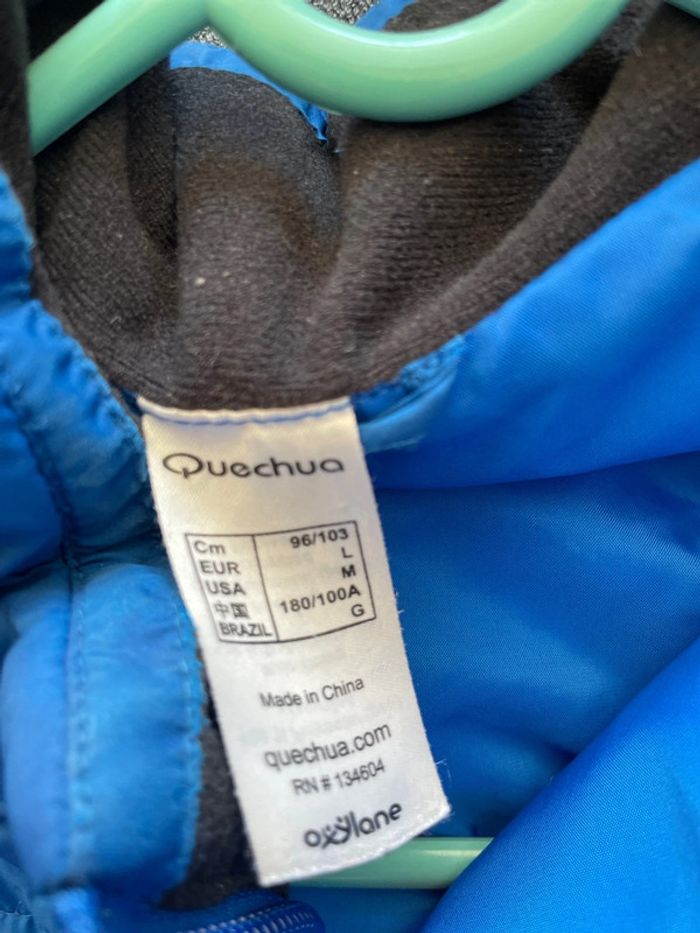 Quechua
Cm 96/103
EUR L
USA M
中国 180/100A
BRAZIL G
Made in China
quechua.com
RN # 134604
oxylane